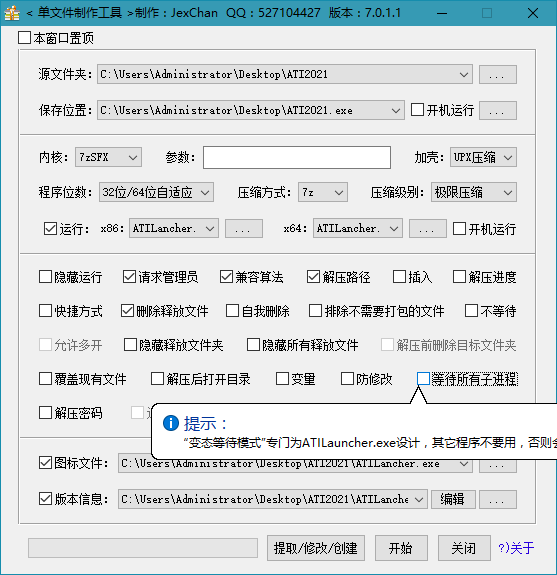 < 单文件制作工具 >制作：JexChan QQ：527104427 版本：7.0.1.1
本窗口置顶
源文件夹: C:\Users\Administrator\Desktop\ATI2021 ...
保存位置: C:\Users\Administrator\Desktop\ATI2021.exe 开机运行 ...
内核: 7zSFX 参数: 加壳: UPX压缩
程序位数: 32位/64位自适应 压缩方式: 7z 压缩级别: 极限压缩
运行: x86: ATILancher. ... x64: ATILancher. ... 开机运行
隐藏运行 请求管理员 兼容算法 解压路径 插入 解压进度
快捷方式 删除释放文件 自我删除 排除不需要打包的文件 不等待
允许多开 隐藏释放文件夹 隐藏所有释放文件 解压前删除目标文件夹
覆盖现有文件 解压后打开目录 变量 防修改 等待所有子进程
解压密码
提示：
“变态等待模式”专门为ATILauncher.exe设计，其它程序不要用，否则
图标文件: C:\Users\Administrator\Desktop\ATI2021\ATILauncher.exe ...
版本信息: C:\Users\Administrator\Desktop\ATI2021\ATILanche 编辑 ...
提取/修改/创建 开始 关闭 ?)关于